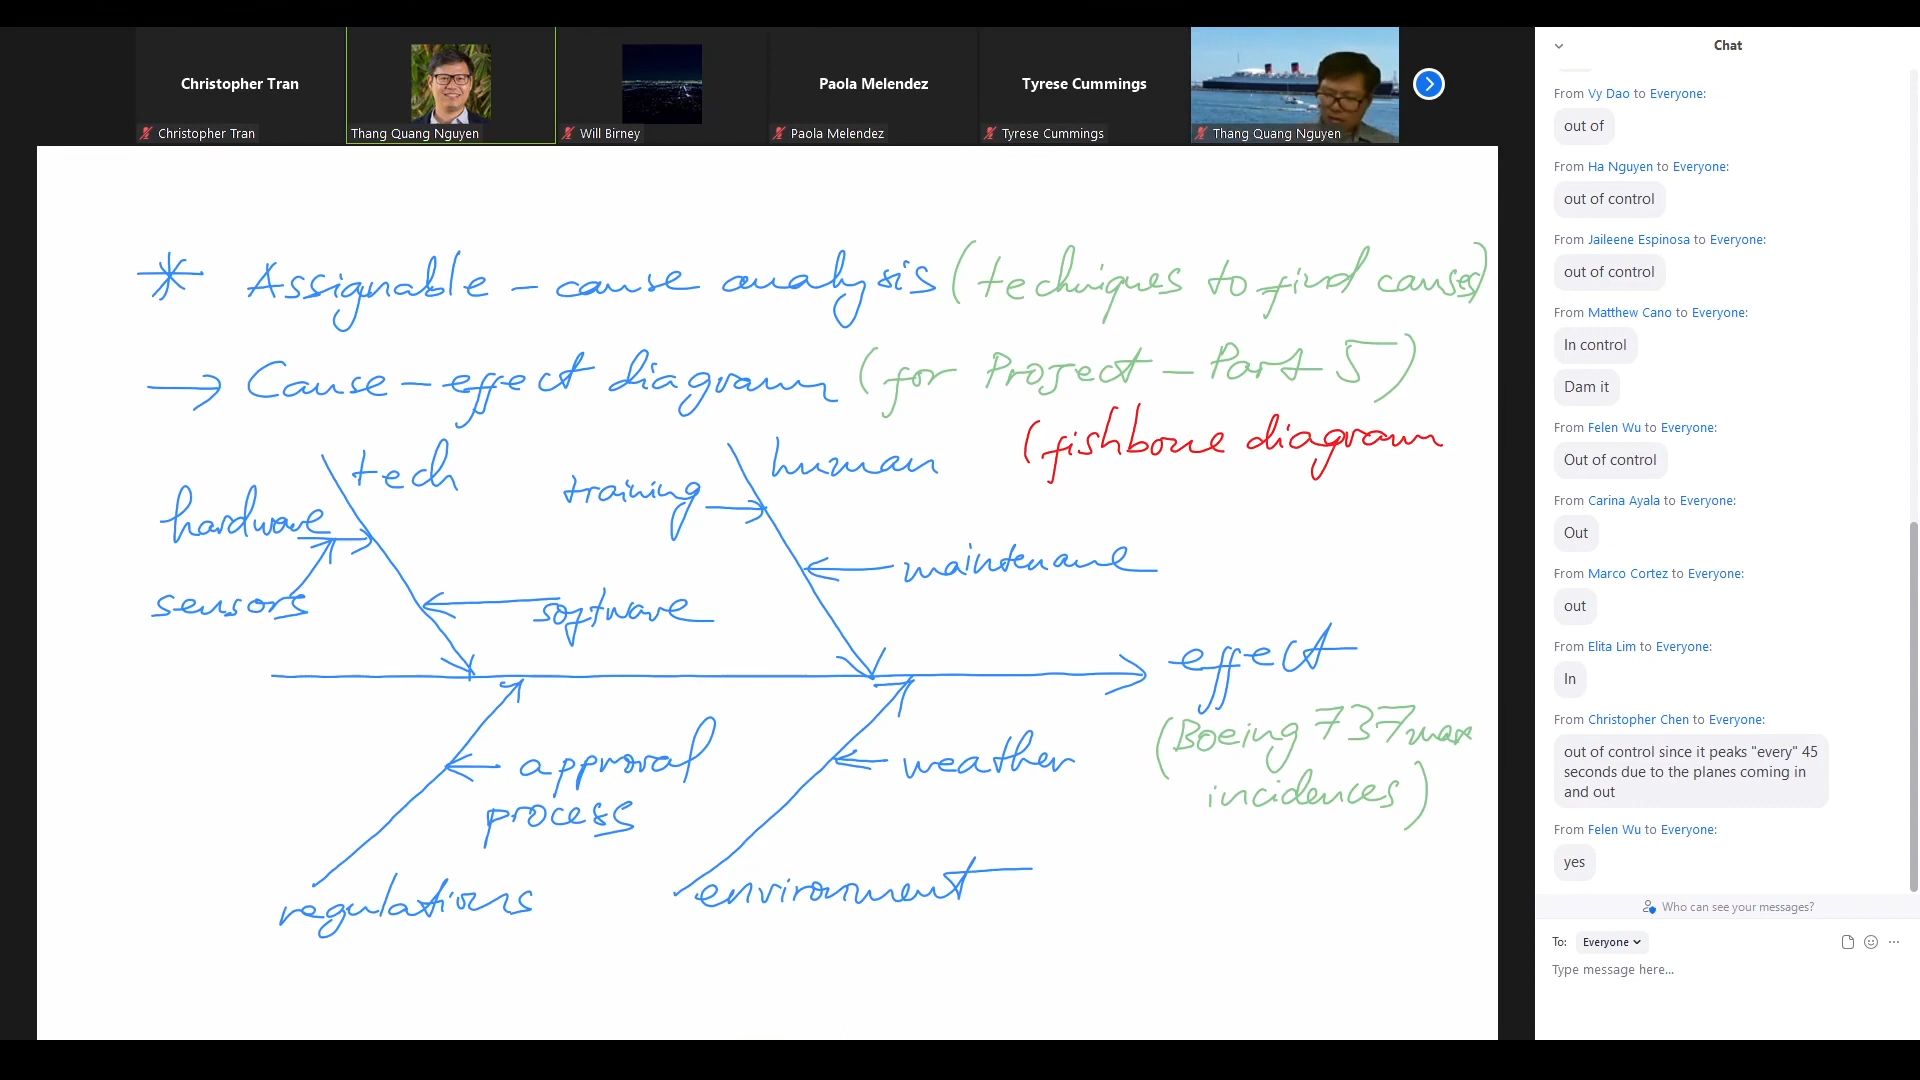 Christopher Tran
Paola Melendez
Tyrese Cummings
Christopher Tran
Thang Quang Nguyen
Will Birney
Paola Melendez
Tyrese Cummings
Thang Quang Nguyen
* Assignable - cause analysis (techniques to find causes)
→ Cause - effect diagram (for Project - Part 5)
(fishbone diagram
tech
human
hardware
training
maintenance
sensors
software
effect
(Boeing 737 max
incidences)
approval
process
weather
regulations
environment
Chat
From Vy Dao to Everyone:
out of
From Ha Nguyen to Everyone:
out of control
From Jaileene Espinosa to Everyone:
out of control
From Matthew Cano to Everyone:
In control
Dam it
From Felen Wu to Everyone:
Out of control
From Carina Ayala to Everyone:
Out
From Marco Cortez to Everyone:
out
From Elita Lim to Everyone:
In
From Christopher Chen to Everyone:
out of control since it peaks "every" 45
seconds due to the planes coming in
and out
From Felen Wu to Everyone:
yes
Who can see your messages?
To: Everyone
Type message here...